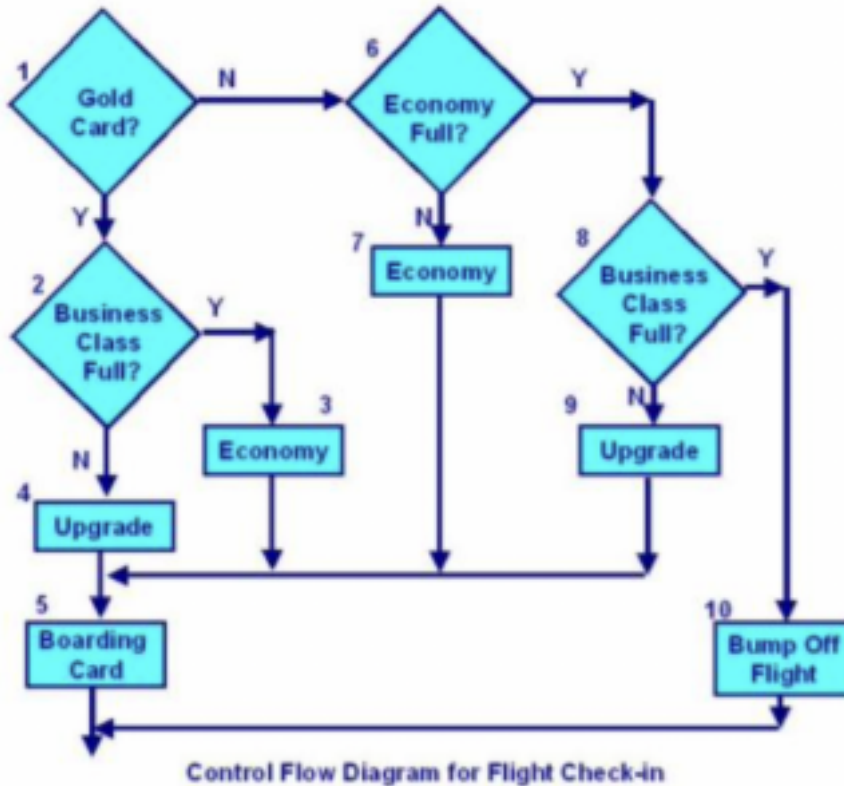 1
Gold
Card?
N
6
Economy
Full?
Y
Y
2
Business
Class
Full?
Y
N
7
Economy
8
Business
Class
Full?
Y
3
Economy
N
9
Upgrade
N
4
Upgrade
5
Boarding
Card
10
Bump Off
Flight
Control Flow Diagram for Flight Check-in